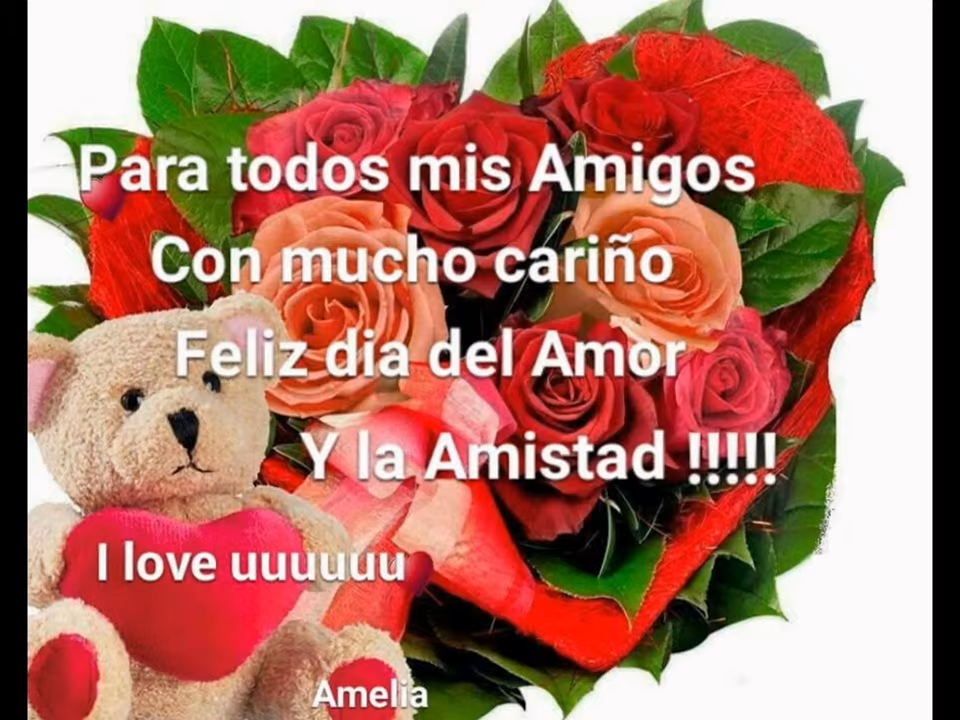 Para todos mis Amigos
Con mucho cariño
Feliz dia del Amor
Y la Amistad !!!!!
I love uuuuuu
Amelia